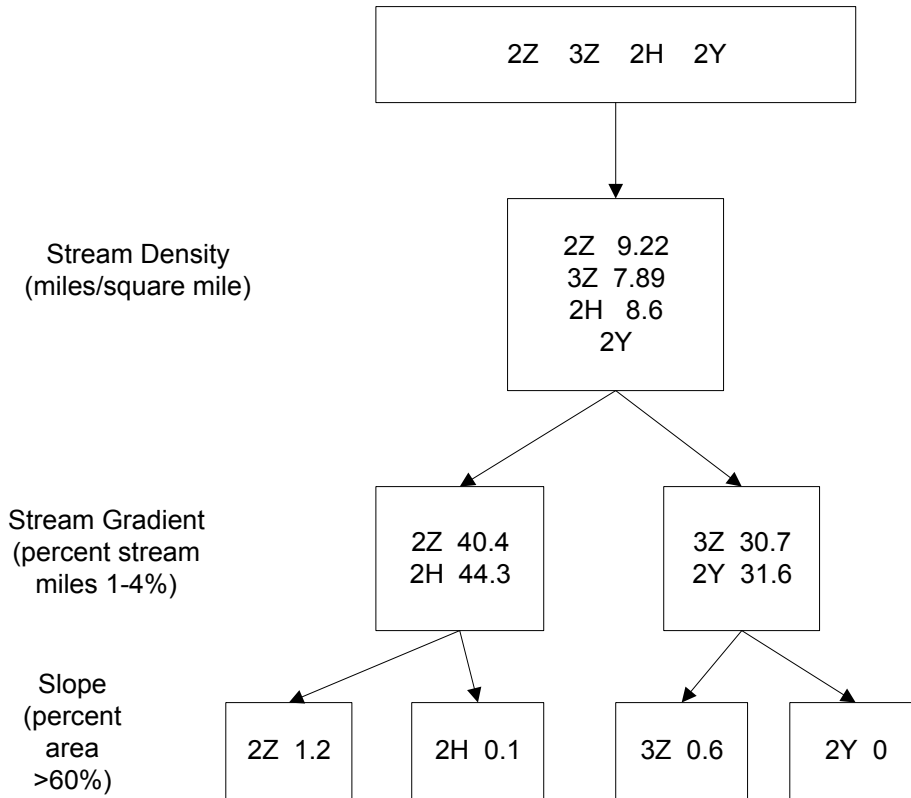 2Z 3Z 2H 2Y
Stream Density
(miles/square mile)
2Z 9.22
3Z 7.89
2H 8.6
2Y
Stream Gradient
(percent stream
miles 1-4%)
2Z 40.4
2H 44.3
3Z 30.7
2Y 31.6
Slope
(percent
area
>60%)
2Z 1.2
2H 0.1
3Z 0.6
2Y 0